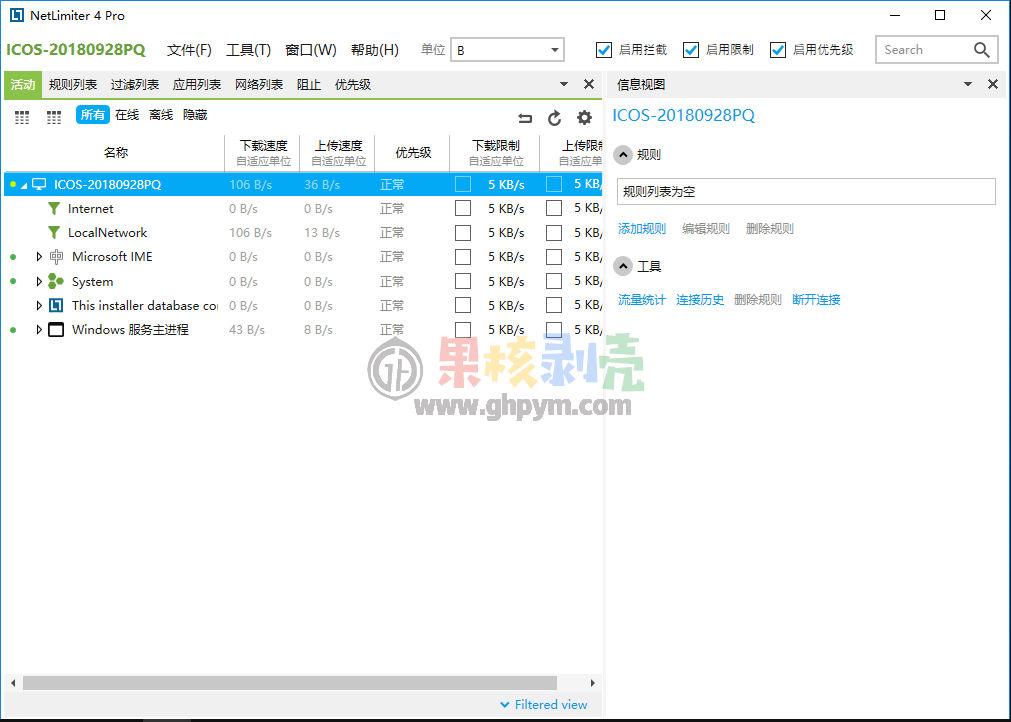 NetLimiter 4 Pro
ICOS-20180928PQ 文件(F) 工具(T) 窗口(W) 帮助(H) 单位 B 启用拦截 启用限制 启用优先级 Search
活动 规则列表 过滤列表 应用列表 网络列表 阻止 优先级
信息视图
所有 在线 离线 隐藏
名称 下载速度 上传速度 优先级 下载限制 上传限制
自适应单位 自适应单位 自适应单位 自适应单
ICOS-20180928PQ 106 B/s 36 B/s 正常 5 KB/s 5 KB/
Internet 0 B/s 0 B/s 正常 5 KB/s 5 KB/
LocalNetwork 106 B/s 13 B/s 正常 5 KB/s 5 KB/
Microsoft IME 0 B/s 0 B/s 正常 5 KB/s 5 KB/
System 0 B/s 0 B/s 正常 5 KB/s 5 KB/
This installer database co 0 B/s 0 B/s 正常 5 KB/s 5 KB/
Windows 服务主进程 43 B/s 8 B/s 正常 5 KB/s 5 KB/
Filtered view
ICOS-20180928PQ
规则
规则列表为空
添加规则 编辑规则 删除规则
工具
流量统计 连接历史 删除规则 断开连接
果核剥壳
www.ghpym.com